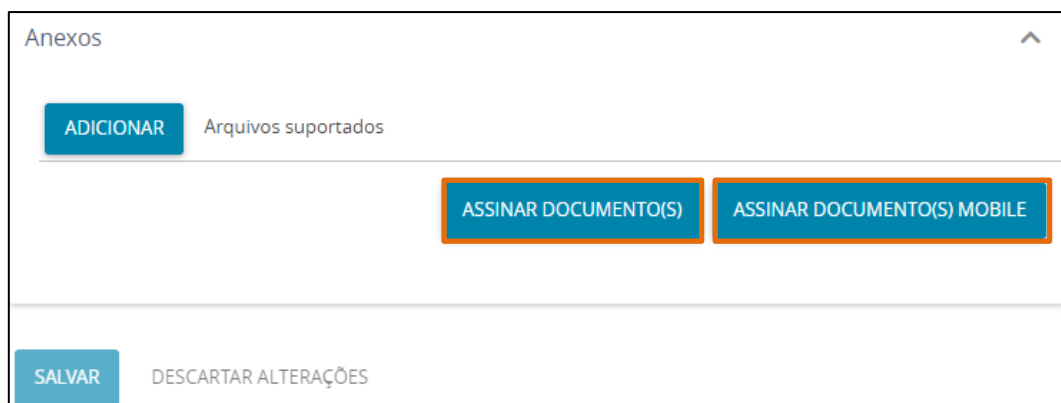 Anexos
ADICIONAR Arquivos suportados
ASSINAR DOCUMENTO(S) ASSINAR DOCUMENTO(S) MOBILE
SALVAR DESCARTAR ALTERAÇÕES